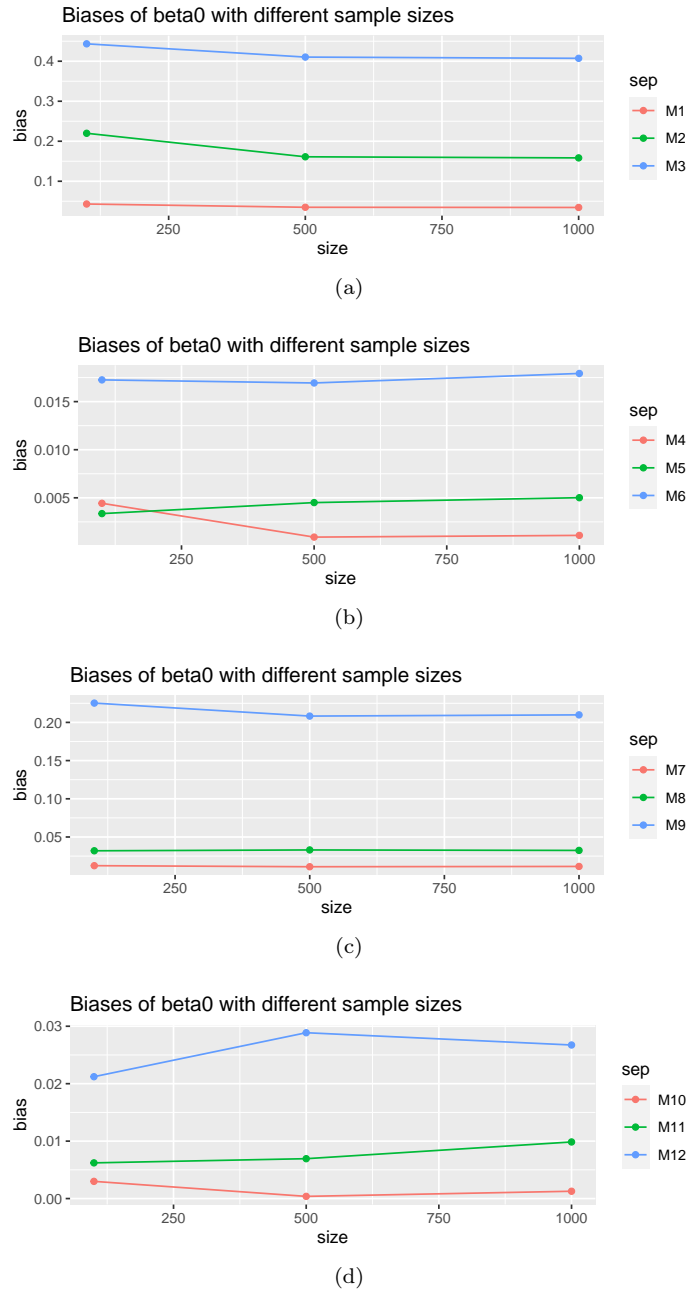 Biases of beta0 with different sample sizes
0.4
0.3
0.2
0.1
bias
250
500
750
1000
size
sep
M1
M2
M3
(a)
Biases of beta0 with different sample sizes
0.015
0.010
0.005
bias
250
500
750
1000
size
sep
M4
M5
M6
(b)
Biases of beta0 with different sample sizes
0.20
0.15
0.10
0.05
bias
250
500
750
1000
size
sep
M7
M8
M9
(c)
Biases of beta0 with different sample sizes
0.03
0.02
0.01
0.00
bias
250
500
750
1000
size
sep
M10
M11
M12
(d)